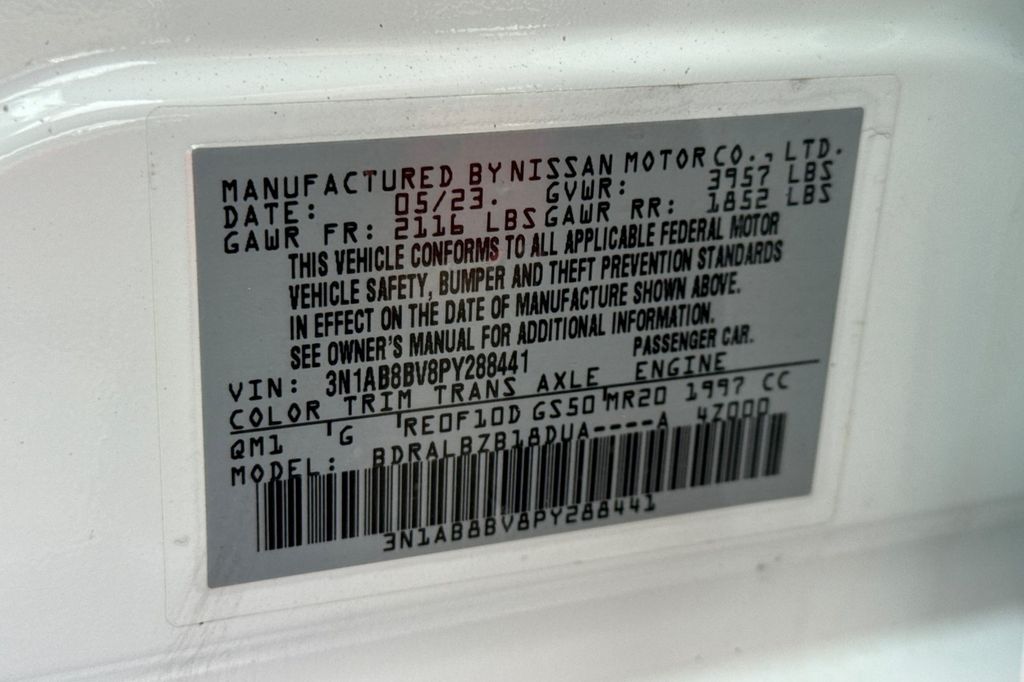 MANUFACTURED BY NISSAN MOTOR CO., LTD.
DATE: 05/23. GVWR: 3957 LBS
GAWR FR: 2116 LBS GAWR RR: 1852 LBS
THIS VEHICLE CONFORMS TO ALL APPLICABLE FEDERAL MOTOR
VEHICLE SAFETY, BUMPER AND THEFT PREVENTION STANDARDS
IN EFFECT ON THE DATE OF MANUFACTURE SHOWN ABOVE.
SEE OWNER'S MANUAL FOR ADDITIONAL INFORMATION.
VIN: 3N1AB8BV8PY288441 PASSENGER CAR.
COLOR TRIM TRANS AXLE ENGINE
QM1 G RE0F10D GS50 MR20 1997 CC
MODEL: BDRALBZB18DUA----A 4Z000
3N1AB8BV8PY288441